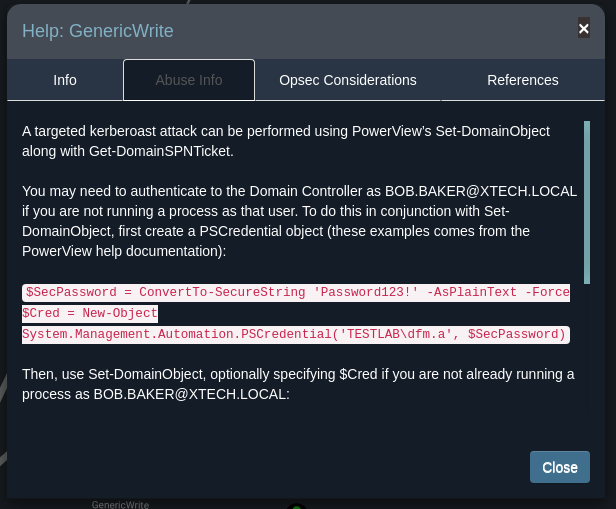 Help: GenericWrite
×
Info
Abuse Info
Opsec Considerations
References
A targeted kerberoast attack can be performed using PowerView’s Set-DomainObject
along with Get-DomainSPNTicket.
You may need to authenticate to the Domain Controller as BOB.BAKER@XTECH.LOCAL
if you are not running a process as that user. To do this in conjunction with Set-
DomainObject, first create a PSCredential object (these examples comes from the
PowerView help documentation):
$SecPassword = ConvertTo-SecureString 'Password123!' -AsPlainText -Force
$Cred = New-Object
System.Management.Automation.PSCredential('TESTLAB\dfm.a', $SecPassword)
Then, use Set-DomainObject, optionally specifying $Cred if you are not already running a
process as BOB.BAKER@XTECH.LOCAL:
Close
GenericWrite